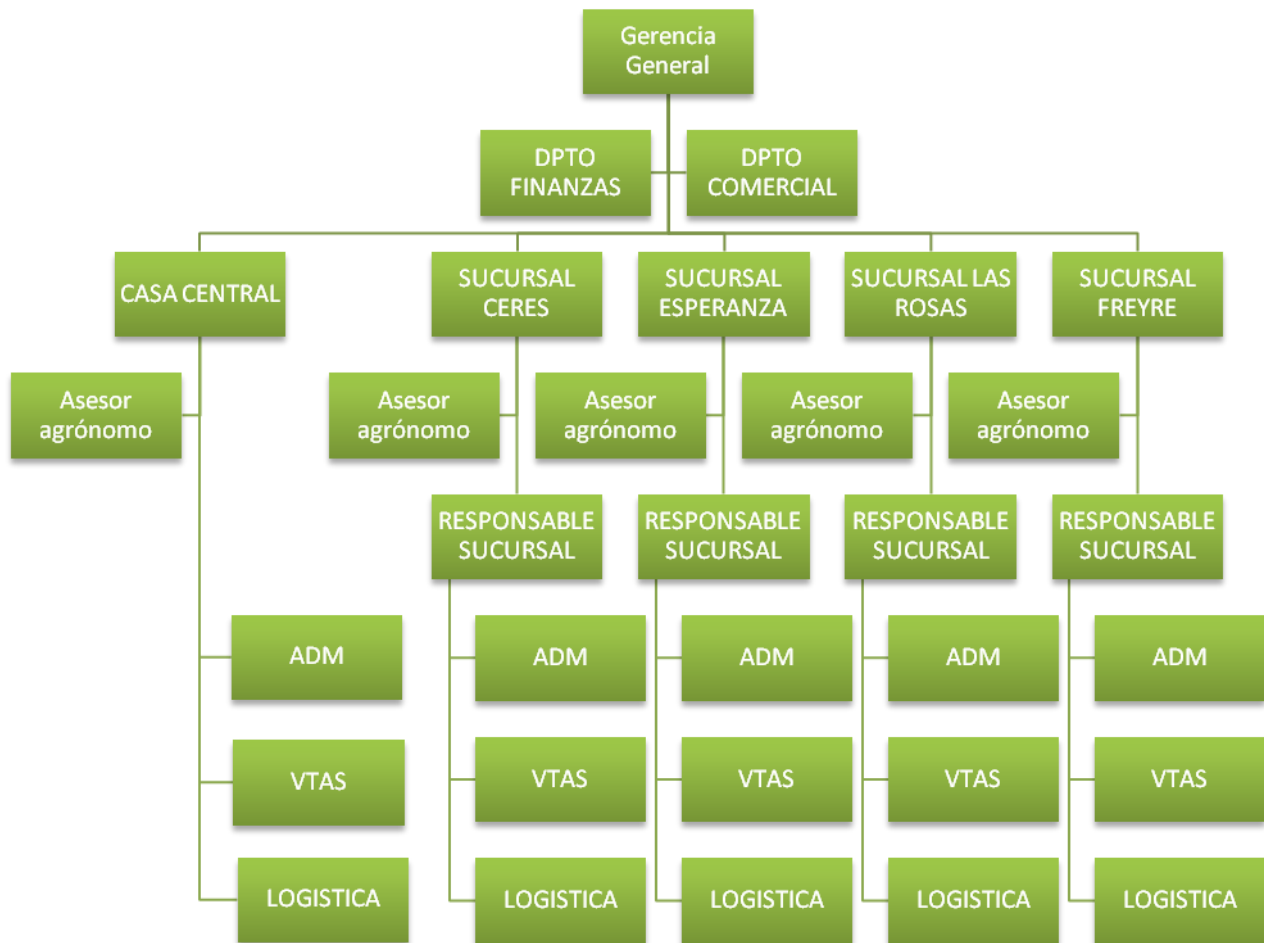 Gerencia
General
DPTO
FINANZAS
DPTO
COMERCIAL
CASA CENTRAL
SUCURSAL
CERES
SUCURSAL
ESPERANZA
SUCURSAL LAS
ROSAS
SUCURSAL
FREYRE
Asesor
agrónomo
Asesor
agrónomo
Asesor
agrónomo
Asesor
agrónomo
Asesor
agrónomo
RESPONSABLE
SUCURSAL
RESPONSABLE
SUCURSAL
RESPONSABLE
SUCURSAL
RESPONSABLE
SUCURSAL
ADM
ADM
ADM
ADM
ADM
VTAS
VTAS
VTAS
VTAS
VTAS
LOGISTICA
LOGISTICA
LOGISTICA
LOGISTICA
LOGISTICA